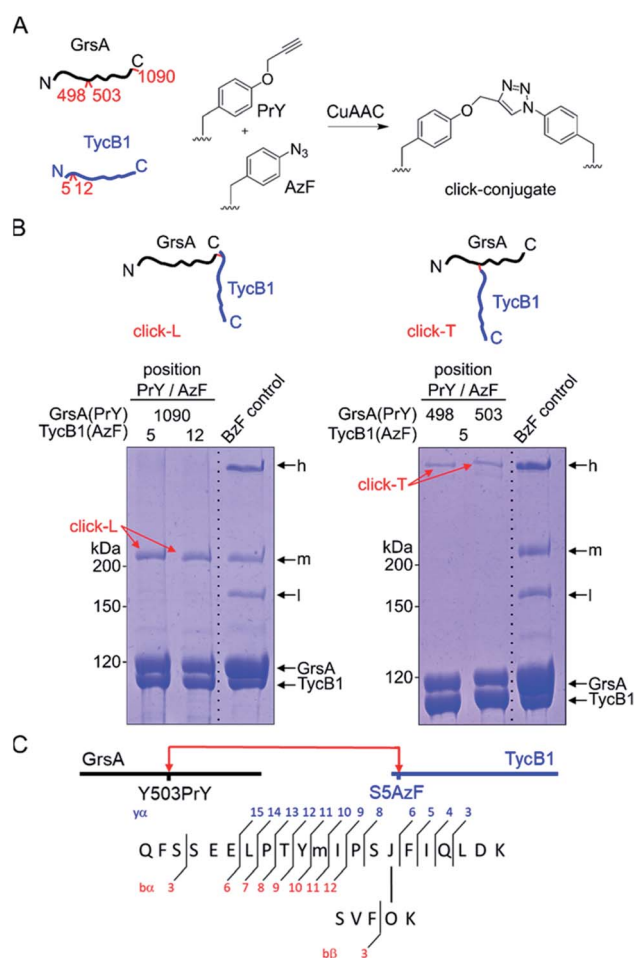 A
GrsA
N
C
498 503
1090
TycB1
N
C
5 12
O
PrY
+
N3
AzF
CuAAC
O
N=N
N
click-conjugate
B
GrsA
N
C
TycB1
C
click-L
GrsA
N
C
TycB1
C
click-T
position
PrY / AzF
GrsA(PrY) 1090
TycB1(AzF) 5 12
BzF control
click-L
kDa
200
150
120
h
m
l
GrsA
TycB1
position
PrY / AzF
GrsA(PrY) 498 503
TycB1(AzF) 5
BzF control
click-T
kDa
200
150
120
h
m
l
GrsA
TycB1
C
GrsA
TycB1
Y503PrY
S5AzF
yα 15 14 13 12 11 10 9 8 6 5 4 3
Q F S S E E L P T Y m I P S J F I Q L D K
bα 3 6 7 8 9 10 11 12
S V F O K
bβ 3